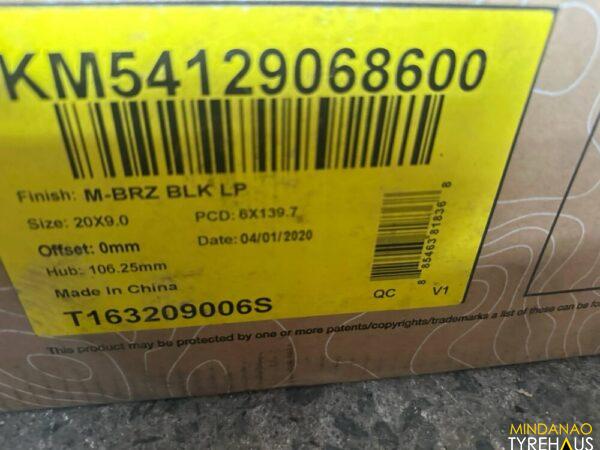 KM54129068600
Finish: M-BRZ BLK LP
Size: 20X9.0 PCD: 6X139.7
Offset: 0mm Date: 04/01/2020
Hub: 106.25mm
Made in China
T163209006S
8 85463 81836 8
QC V1
This product may be protected by one or more patents/copyrights/trademarks a list of these can be fo
MINDANAO
TYREHAUS